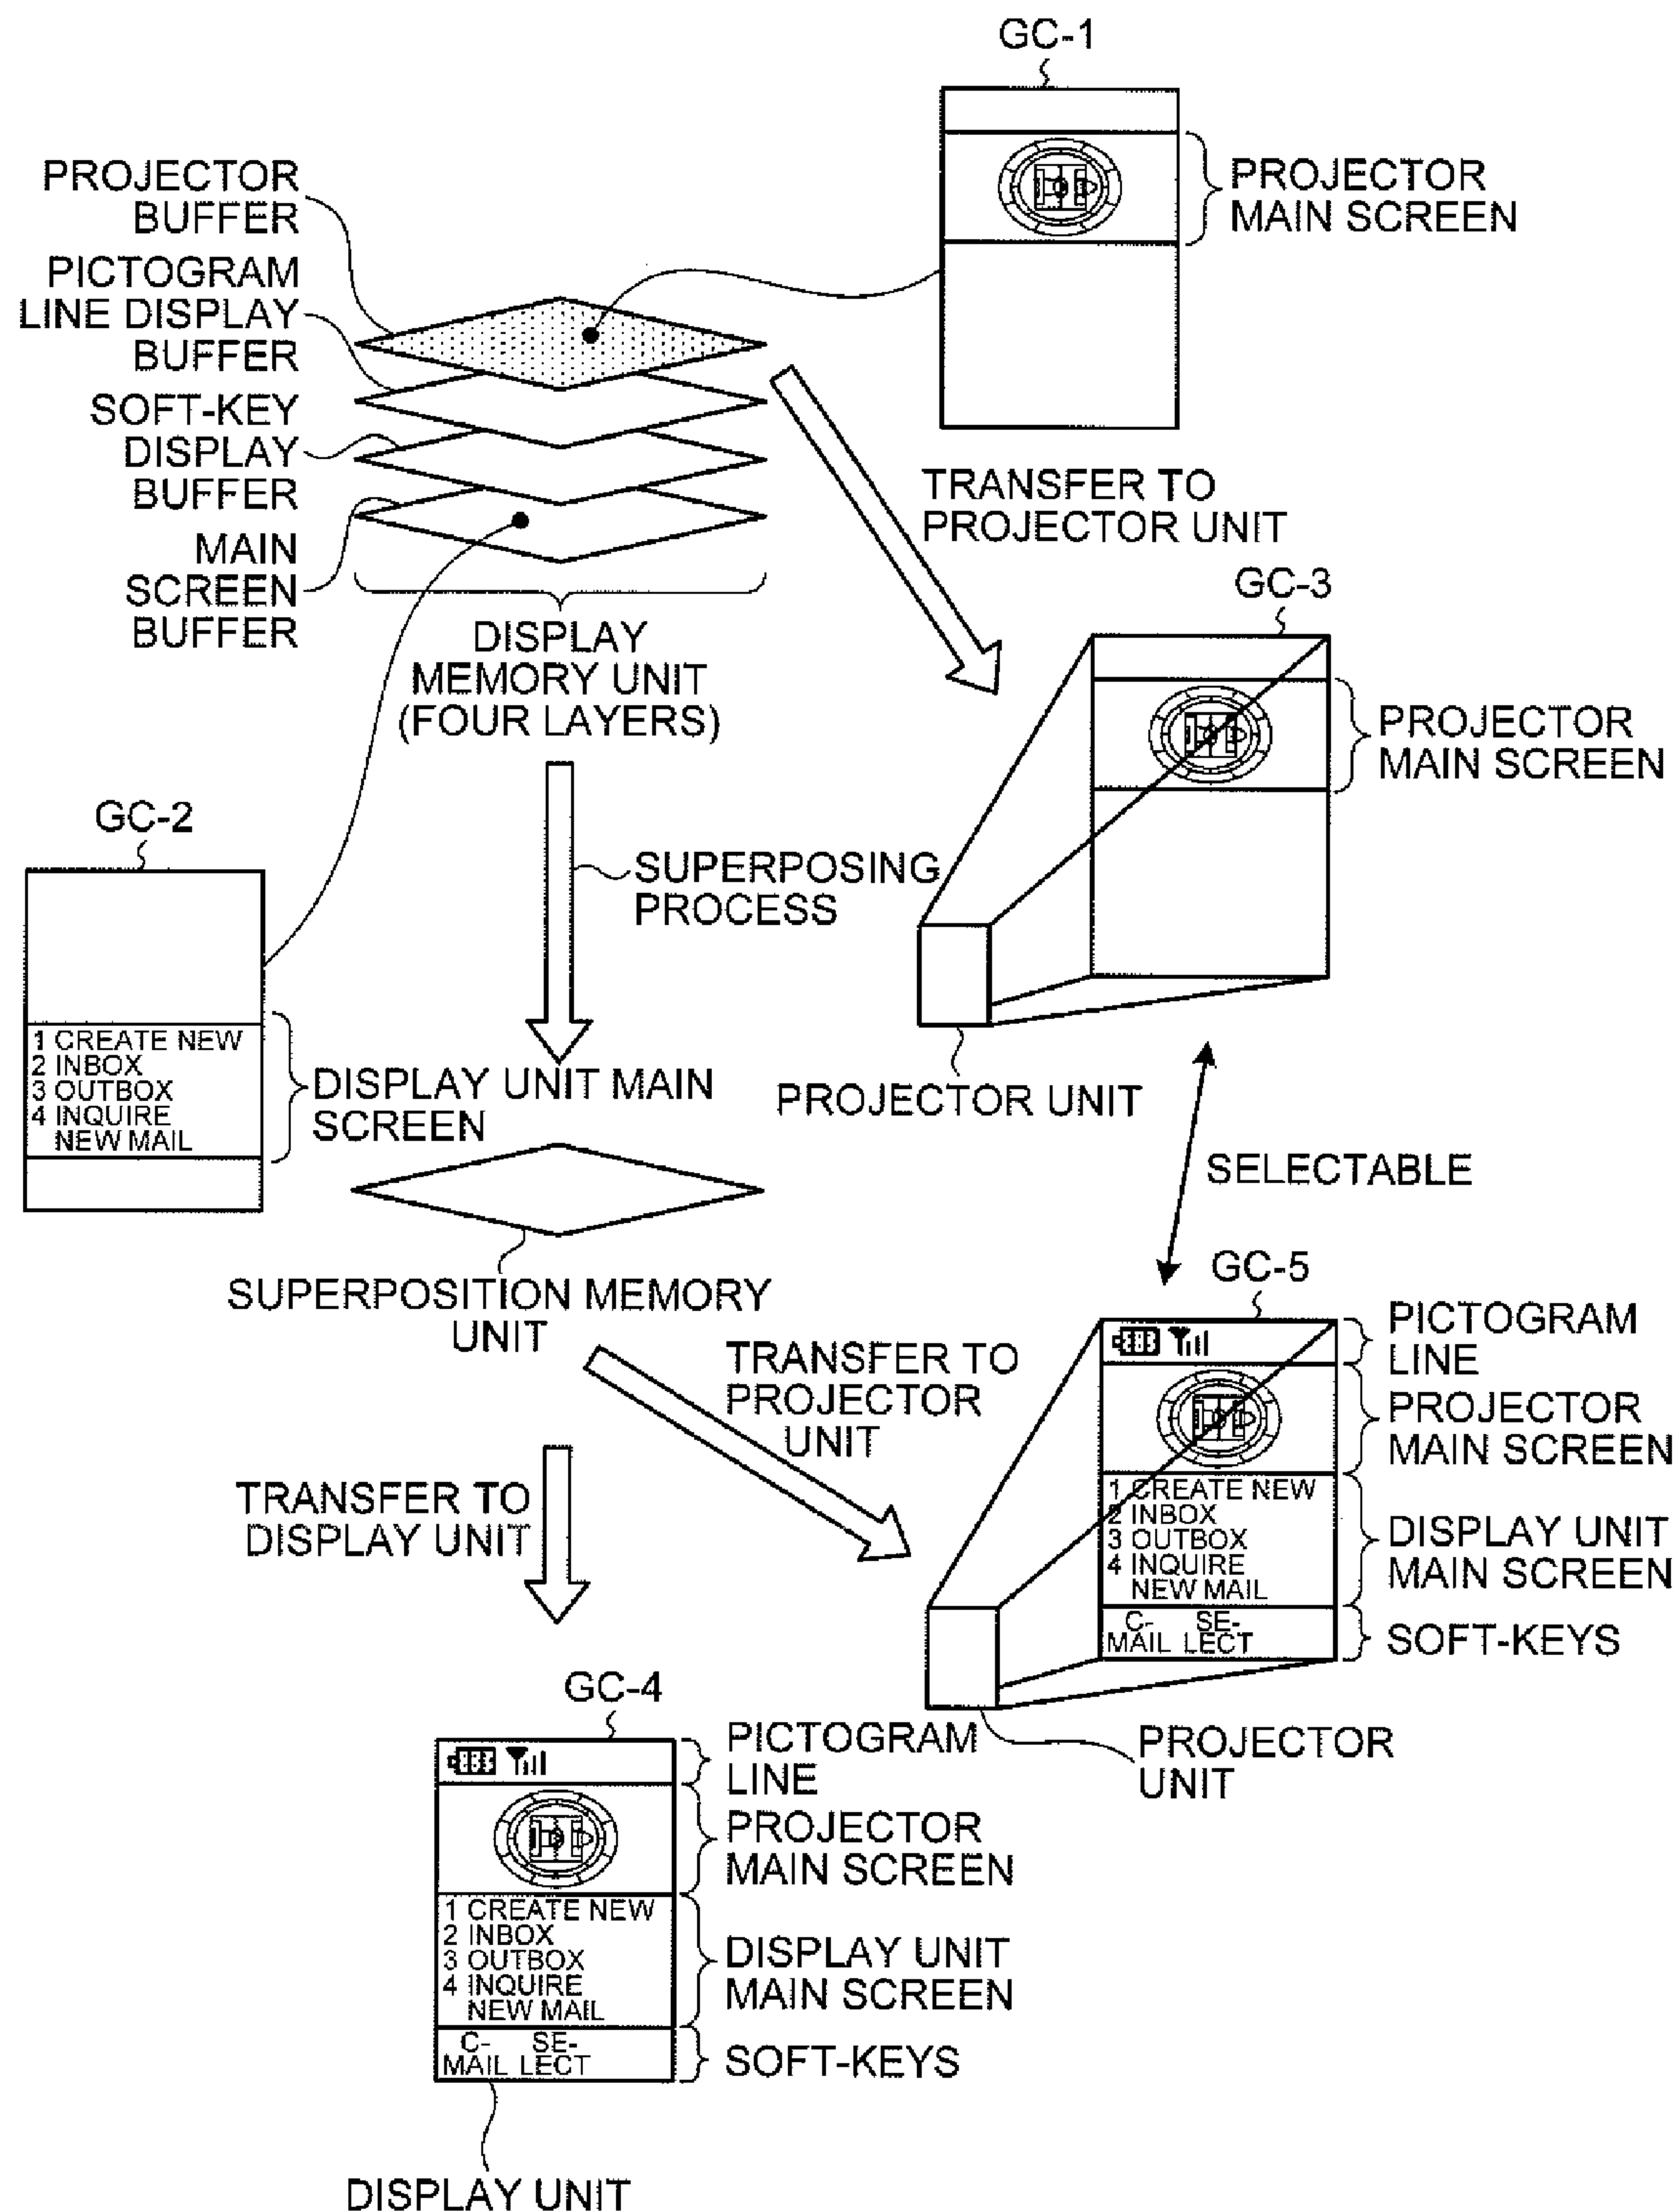 GC-1
PROJECTOR
BUFFER
PROJECTOR
MAIN SCREEN
PICTOGRAM
LINE DISPLAY
BUFFER
SOFT-KEY
DISPLAY
BUFFER
MAIN
SCREEN
BUFFER
TRANSFER TO
PROJECTOR UNIT
DISPLAY
MEMORY UNIT
(FOUR LAYERS)
GC-3
PROJECTOR
MAIN SCREEN
PROJECTOR UNIT
GC-2
1 CREATE NEW
2 INBOX
3 OUTBOX
4 INQUIRE
NEW MAIL
DISPLAY UNIT MAIN
SCREEN
SUPERPOSING
PROCESS
SELECTABLE
SUPERPOSITION MEMORY
UNIT
TRANSFER TO
PROJECTOR
UNIT
TRANSFER TO
DISPLAY UNIT
GC-5
PICTOGRAM
LINE
PROJECTOR
MAIN SCREEN
1 CREATE NEW
2 INBOX
3 OUTBOX
4 INQUIRE
NEW MAIL
DISPLAY UNIT
MAIN SCREEN
C- SE-
MAIL LECT
SOFT-KEYS
PROJECTOR
UNIT
GC-4
PICTOGRAM
LINE
PROJECTOR
MAIN SCREEN
1 CREATE NEW
2 INBOX
3 OUTBOX
4 INQUIRE
NEW MAIL
DISPLAY UNIT
MAIN SCREEN
C- SE-
MAIL LECT
SOFT-KEYS
DISPLAY UNIT